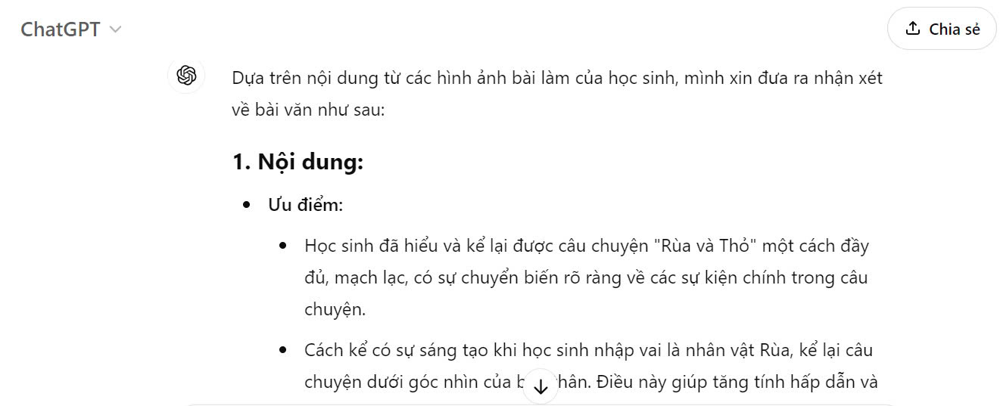 ChatGPT
Chia sẻ
Dựa trên nội dung từ các hình ảnh bài làm của học sinh, mình xin đưa ra nhận xét
về bài văn như sau:
1. Nội dung:
Ưu điểm:
Học sinh đã hiểu và kể lại được câu chuyện "Rùa và Thỏ" một cách đầy
đủ, mạch lạc, có sự chuyển biến rõ ràng về các sự kiện chính trong câu
chuyện.
Cách kể có sự sáng tạo khi học sinh nhập vai là nhân vật Rùa, kể lại câu
chuyện dưới góc nhìn của Điều này giúp tăng tính hấp dẫn và